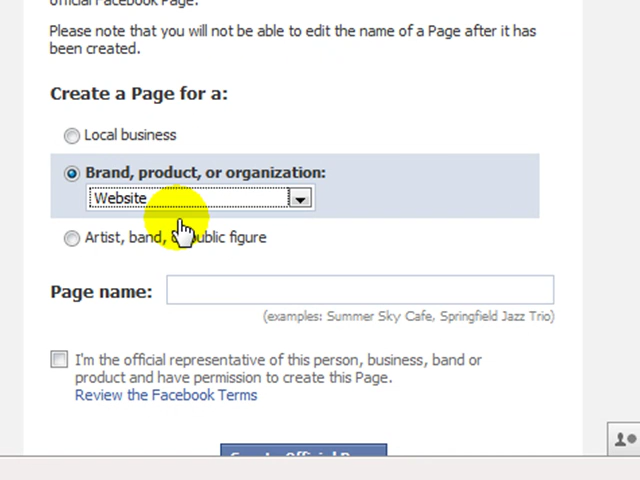 official Facebook Page.
Please note that you will not be able to edit the name of a Page after it has
been created.
Create a Page for a:
Local business
Brand, product, or organization:
Website
Artist, band, public figure
Page name:
(examples: Summer Sky Cafe, Springfield Jazz Trio)
I'm the official representative of this person, business, band or
product and have permission to create this Page.
Review the Facebook Terms